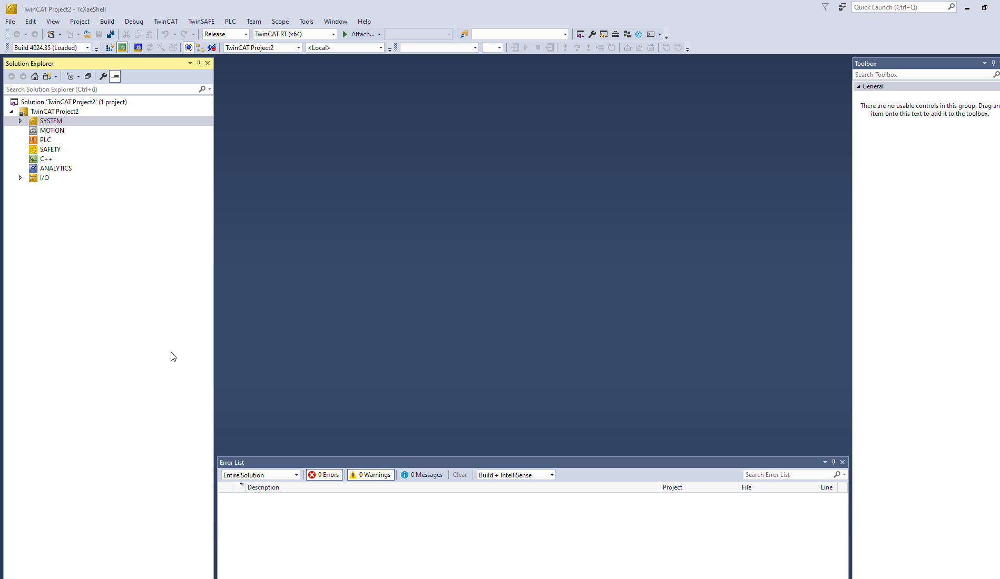 TwinCAT Project2 - TcXaeShell
Quick Launch (Ctrl+Q)
File Edit View Project Build Debug TwinCAT TwinSAFE PLC Team Scope Tools Window Help
Release TwinCAT RT (x64) Attach...
Build 4024.35 (Loaded) TwinCAT Project2 <Local>
Solution Explorer
Search Solution Explorer (Ctrl+ü)
Solution 'TwinCAT Project2' (1 project)
TwinCAT Project2
SYSTEM
MOTION
PLC
SAFETY
C++
ANALYTICS
I/O
Toolbox
Search Toolbox
General
There are no usable controls in this group. Drag an
item onto this text to add it to the toolbox.
Error List
Entire Solution 0 Errors 0 Warnings 0 Messages Clear Build + IntelliSense Search Error List
Description Project File Line